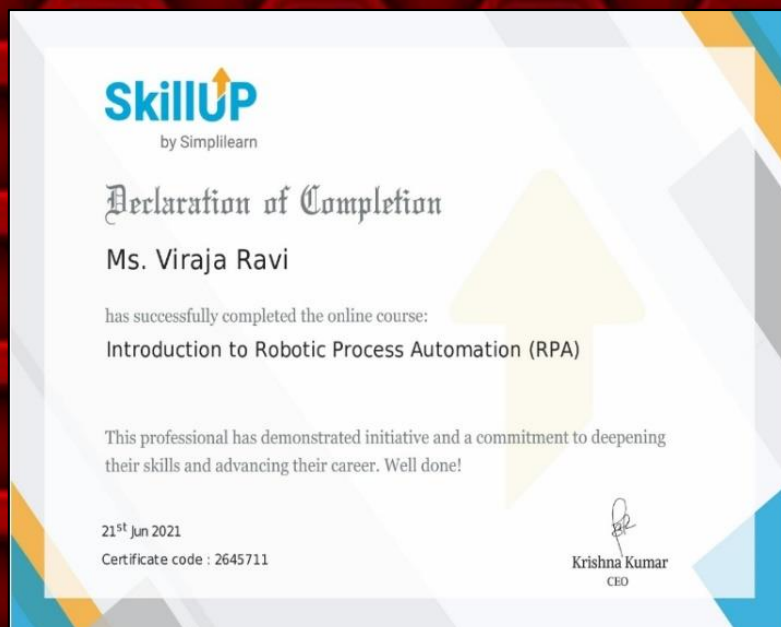 SkillUP
by Simplilearn
Declaration of Completion
Ms. Viraja Ravi
has successfully completed the online course:
Introduction to Robotic Process Automation (RPA)
This professional has demonstrated initiative and a commitment to deepening
their skills and advancing their career. Well done!
21st Jun 2021
Certificate code : 2645711
Krishna Kumar
CEO